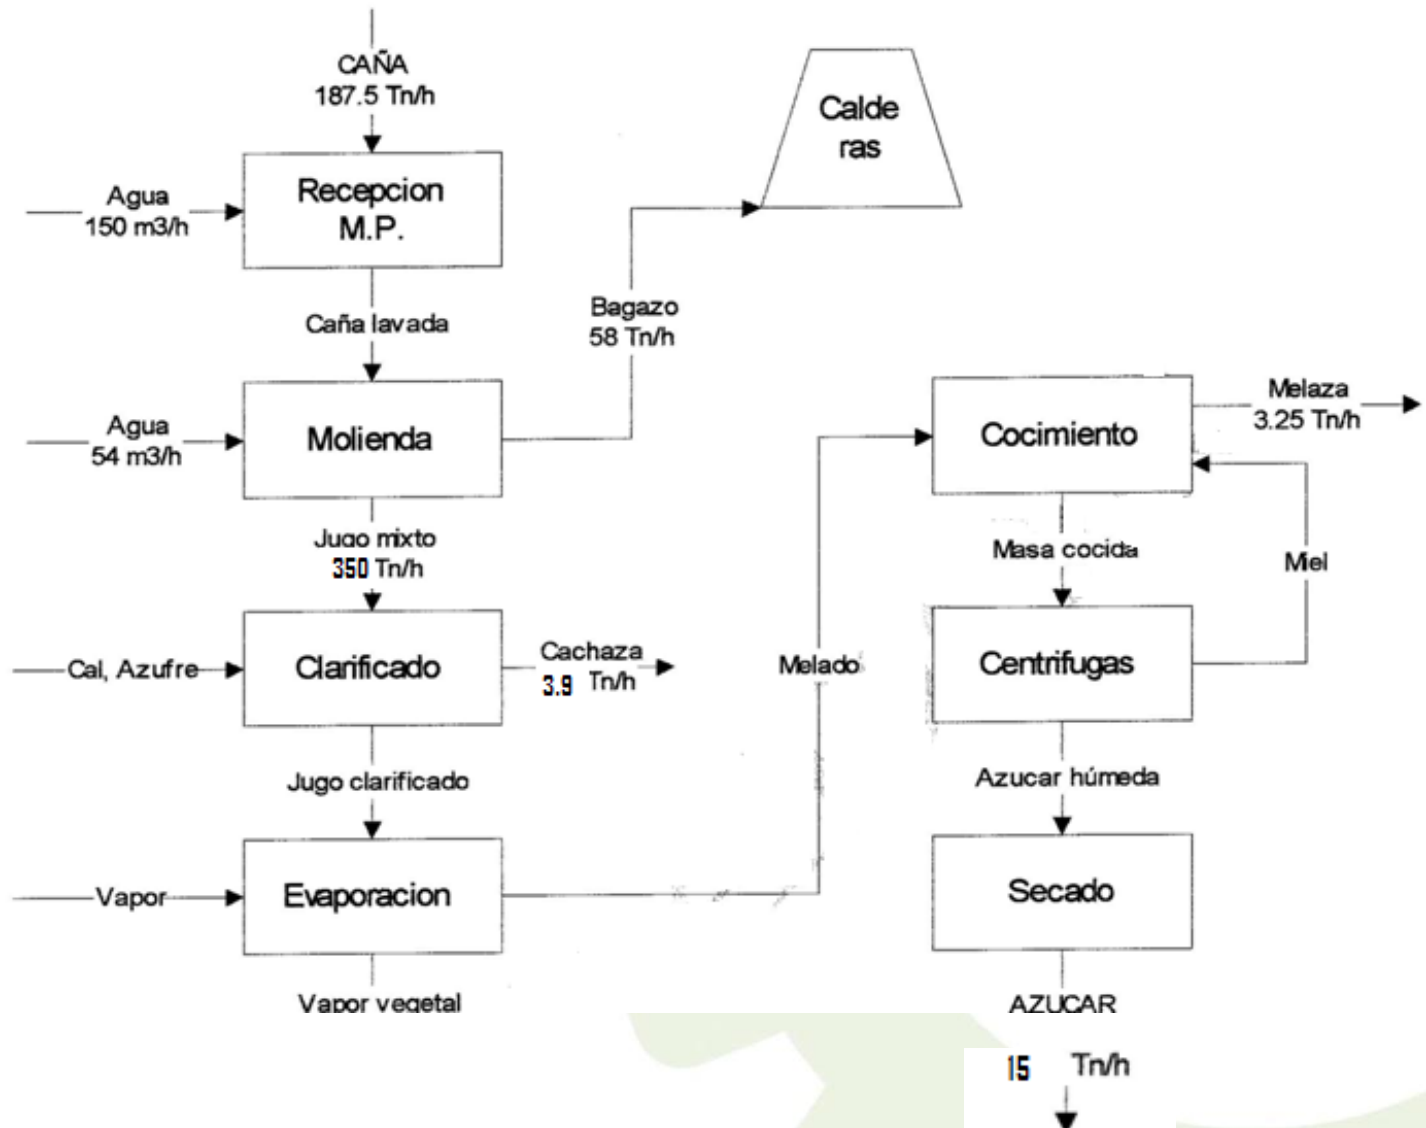 CAÑA
187.5 Tn/h
Agua
150 m3/h
Recepcion
M.P.
Caña lavada
Calde
ras
Bagazo
58 Tn/h
Agua
54 m3/h
Molienda
Jugo mixto
350 Tn/h
Cal, Azufre
Clarificado
Cachaza
3.9 Tn/h
Jugo clarificado
Vapor
Evaporacion
Vapor vegetal
Melado
Cocimiento
Melaza
3.25 Tn/h
Masa cocida
Miel
Centrifugas
Azucar húmeda
Secado
AZUCAR
15 Tn/h